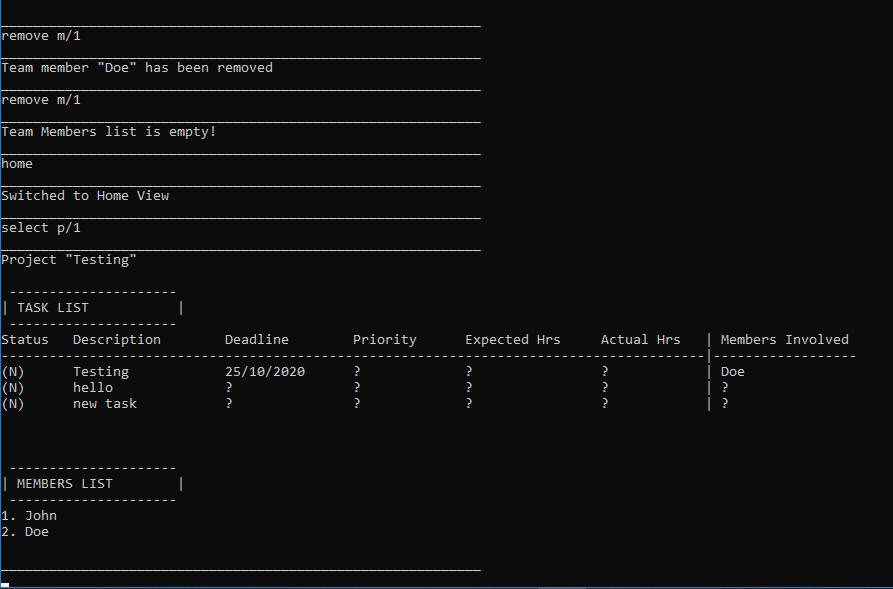 ____________________________________________________________
remove m/1
____________________________________________________________
Team member "Doe" has been removed
____________________________________________________________
remove m/1
____________________________________________________________
Team Members list is empty!
____________________________________________________________
home
____________________________________________________________
Switched to Home View
____________________________________________________________
select p/1
____________________________________________________________
Project "Testing"
 ---------------------
| TASK LIST           |
 ---------------------
Status   Description        Deadline        Priority      Expected Hrs     Actual Hrs   | Members Involved
----------------------------------------------------------------------------------------|------------------
(N)      Testing            25/10/2020      ?             ?                ?            | Doe
(N)      hello              ?               ?             ?                ?            | ?
(N)      new task           ?               ?             ?                ?            | ?
 ---------------------
| MEMBERS LIST        |
 ---------------------
1. John
2. Doe
____________________________________________________________